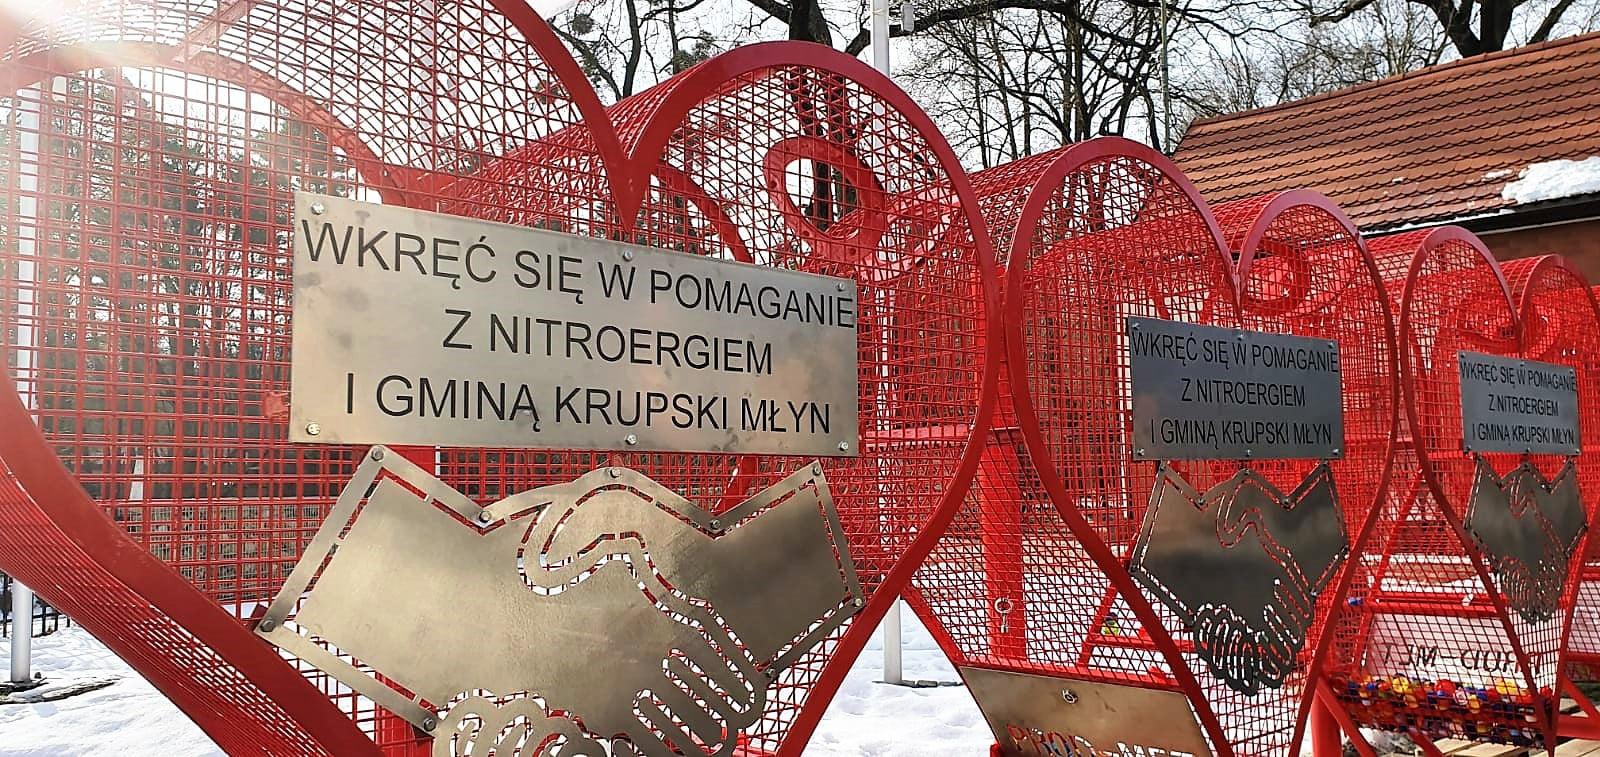 WKRĘĆ SIĘ W POMAGANIE
Z NITROERGIEM
I GMINĄ KRUPSKI MŁYN
WKRĘĆ SIĘ W POMAGANIE
Z NITROERGIEM
I GMINĄ KRUPSKI MŁYN
WKRĘĆ SIĘ W POMAGANIE
Z NITROERGIEM
I GMINĄ KRUPSKI MŁYN